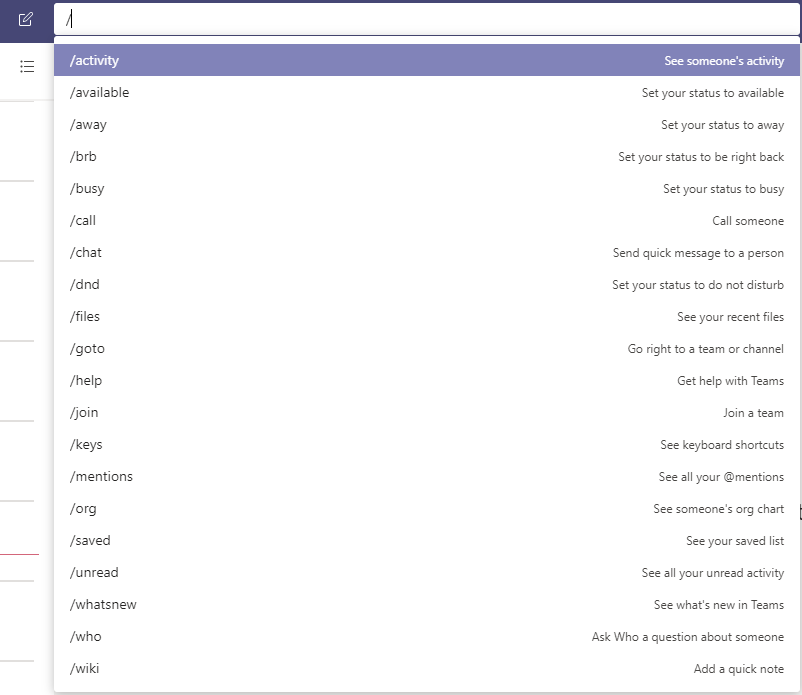 /
/activity See someone's activity
/available Set your status to available
/away Set your status to away
/brb Set your status to be right back
/busy Set your status to busy
/call Call someone
/chat Send quick message to a person
/dnd Set your status to do not disturb
/files See your recent files
/goto Go right to a team or channel
/help Get help with Teams
/join Join a team
/keys See keyboard shortcuts
/mentions See all your @mentions
/org See someone's org chart
/saved See your saved list
/unread See all your unread activity
/whatsnew See what's new in Teams
/who Ask Who a question about someone
/wiki Add a quick note